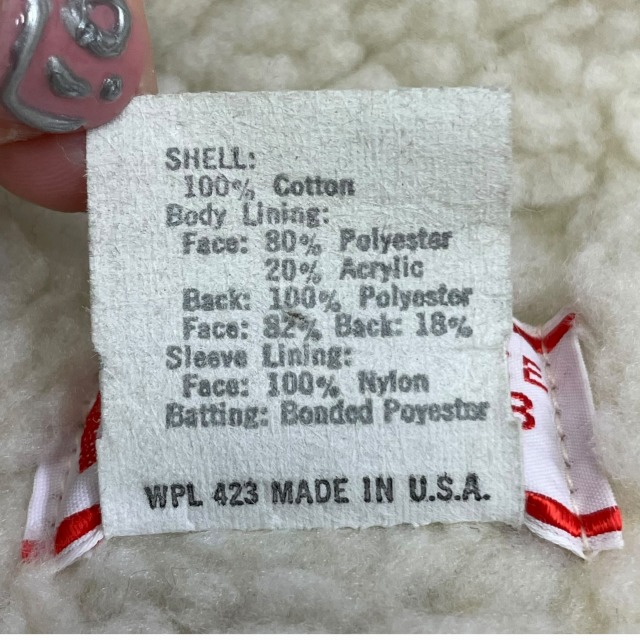 SHELL:
100% Cotton
Body Lining:
Face: 80% Polyester
20% Acrylic
Back: 100% Polyester
Face: 82% Back: 18%
Sleeve Lining:
Face: 100% Nylon
Batting: Bonded Poyester
WPL 423 MADE IN U.S.A.